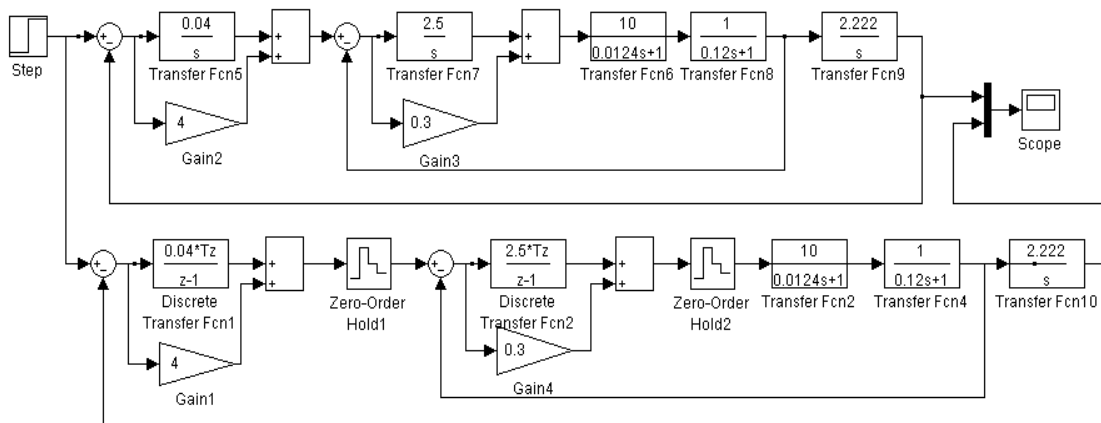 Step
+
-
0.04
s
Transfer Fcn5
4
Gain2
+
+
+
-
2.5
s
Transfer Fcn7
0.3
Gain3
+
+
10
0.0124s+1
Transfer Fcn6
1
0.12s+1
Transfer Fcn8
2.222
s
Transfer Fcn9
Scope
+
-
0.04*Tz
z-1
Discrete
Transfer Fcn1
4
Gain1
+
+
Zero-Order
Hold1
+
-
2.5*Tz
z-1
Discrete
Transfer Fcn2
0.3
Gain4
+
+
Zero-Order
Hold2
10
0.0124s+1
Transfer Fcn2
1
0.12s+1
Transfer Fcn4
2.222
s
Transfer Fcn10